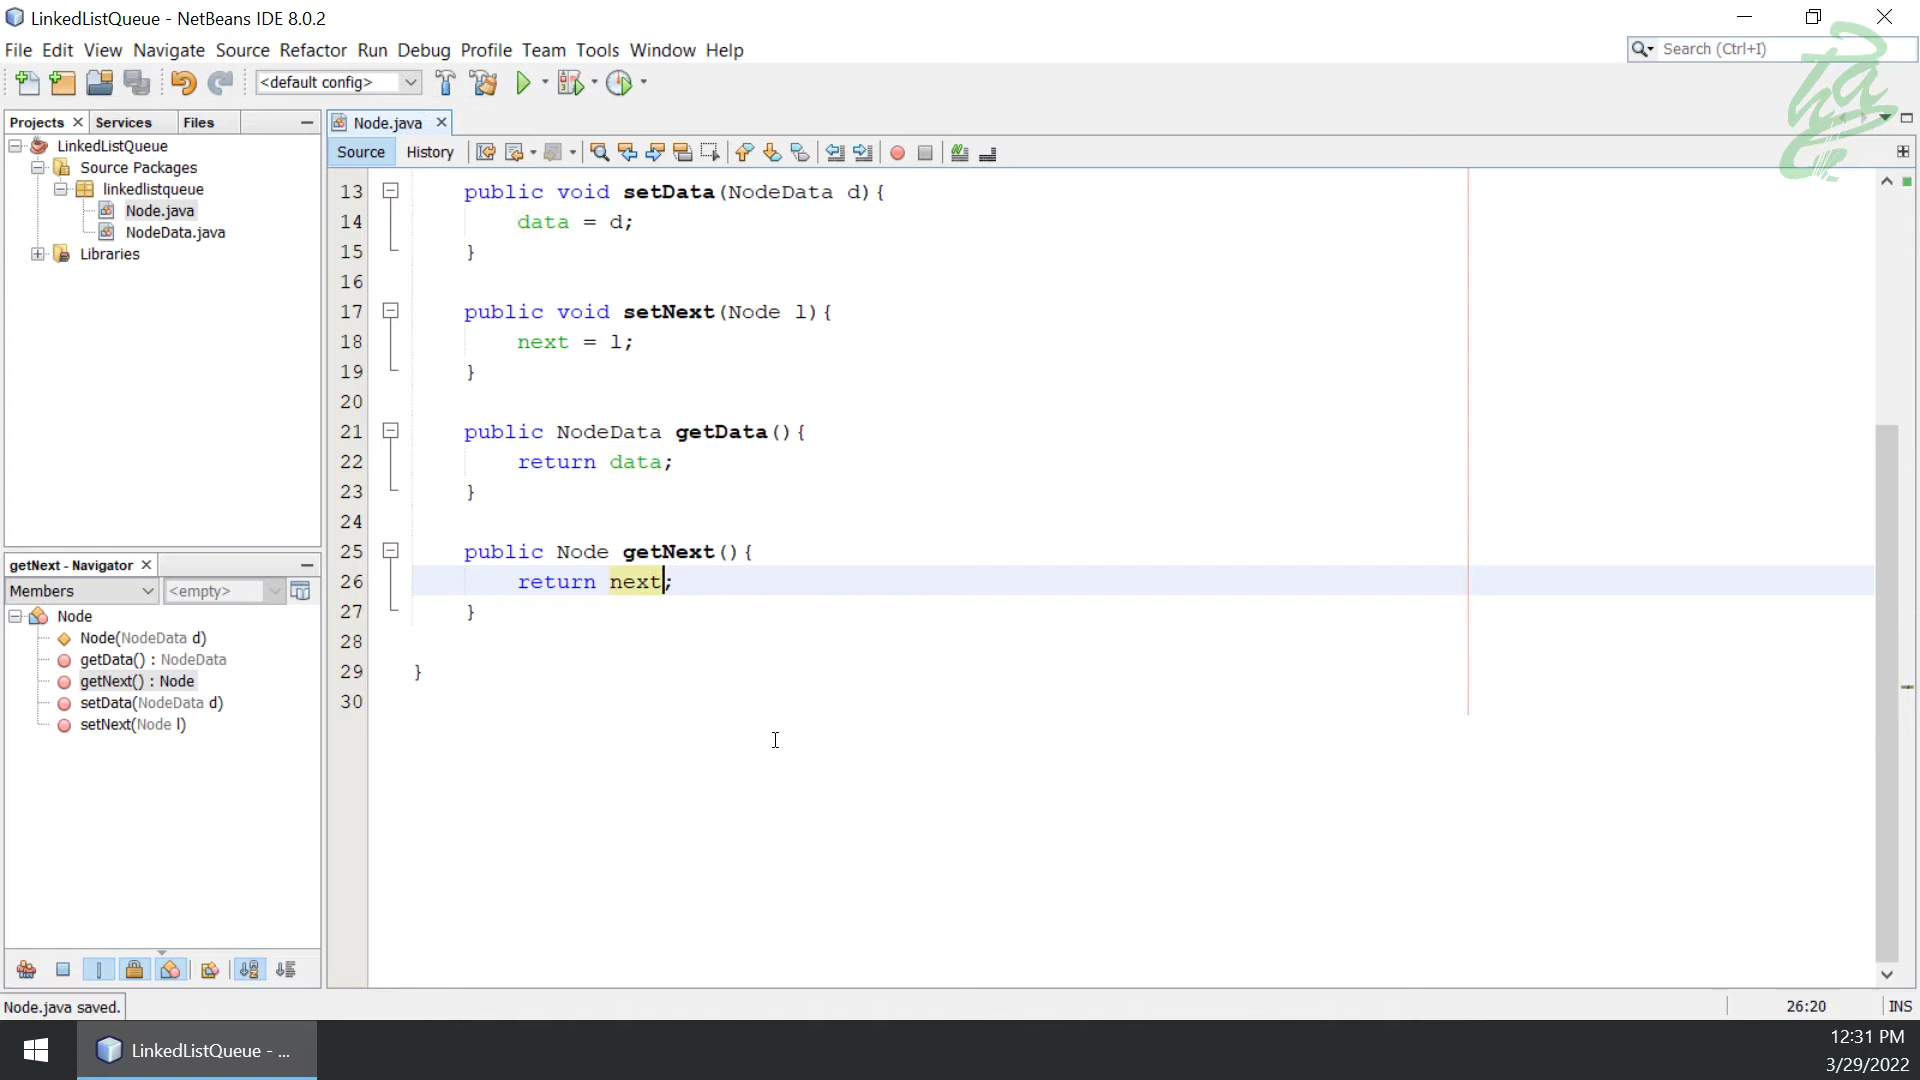 LinkedListQueue - NetBeans IDE 8.0.2
File Edit View Navigate Source Refactor Run Debug Profile Team Tools Window Help
Search (Ctrl+I)
<default config>
Projects Services Files
Node.java
LinkedListQueue
Source Packages
linkedlistqueue
Node.java
NodeData.java
Libraries
Source History
13 public void setData(NodeData d){
14 data = d;
15 }
16
17 public void setNext(Node l){
18 next = l;
19 }
20
21 public NodeData getData(){
22 return data;
23 }
24
25 public Node getNext(){
26 return next;
27 }
28
29 }
30
getNext - Navigator
Members <empty>
Node
Node(NodeData d)
getData() : NodeData
getNext() : Node
setData(NodeData d)
setNext(Node l)
Node.java saved.
26:20 INS
LinkedListQueue - ...
12:31 PM
3/29/2022